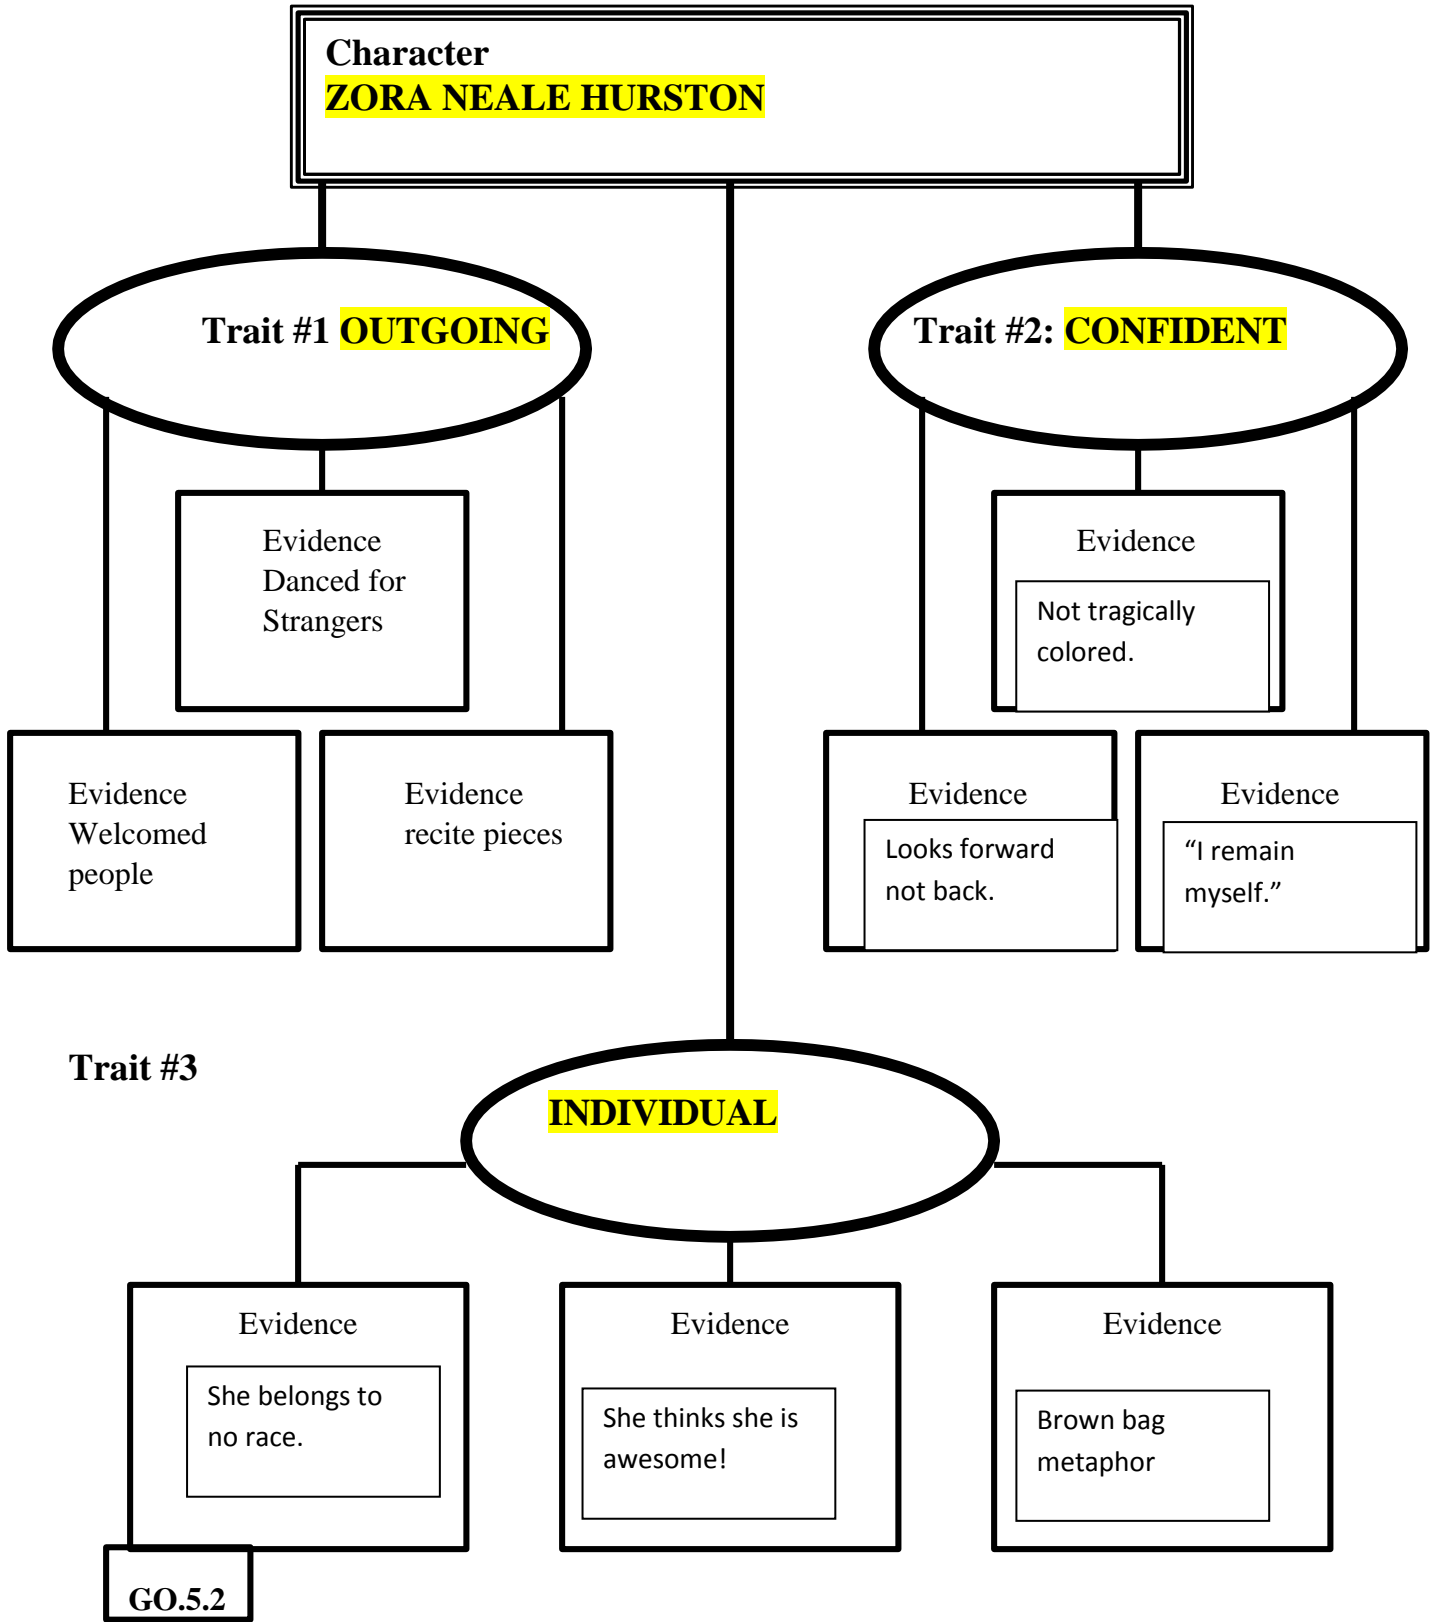 Character
ZORA NEALE HURSTON
Trait #1 OUTGOING
Evidence
Danced for
Strangers
Evidence
Welcomed
people
Evidence
recite pieces
Trait #2: CONFIDENT
Evidence
Not tragically
colored.
Evidence
Looks forward
not back.
Evidence
“I remain
myself.”
Trait #3
INDIVIDUAL
Evidence
She belongs to
no race.
Evidence
She thinks she is
awesome!
Evidence
Brown bag
metaphor
GO.5.2